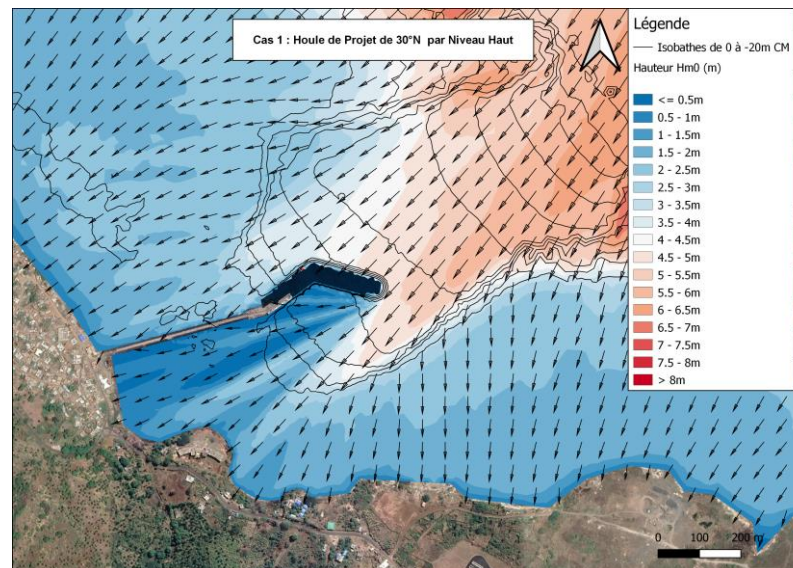 Cas 1 : Houle de Projet de 30°N par Niveau Haut
Légende
Isobathes de 0 à -20m CM
Hauteur Hm0 (m)
<= 0.5m
0.5 - 1m
1 - 1.5m
1.5 - 2m
2 - 2.5m
2.5 - 3m
3 - 3.5m
3.5 - 4m
4 - 4.5m
4.5 - 5m
5 - 5.5m
5.5 - 6m
6 - 6.5m
6.5 - 7m
7 - 7.5m
7.5 - 8m
> 8m
0 100 200 m